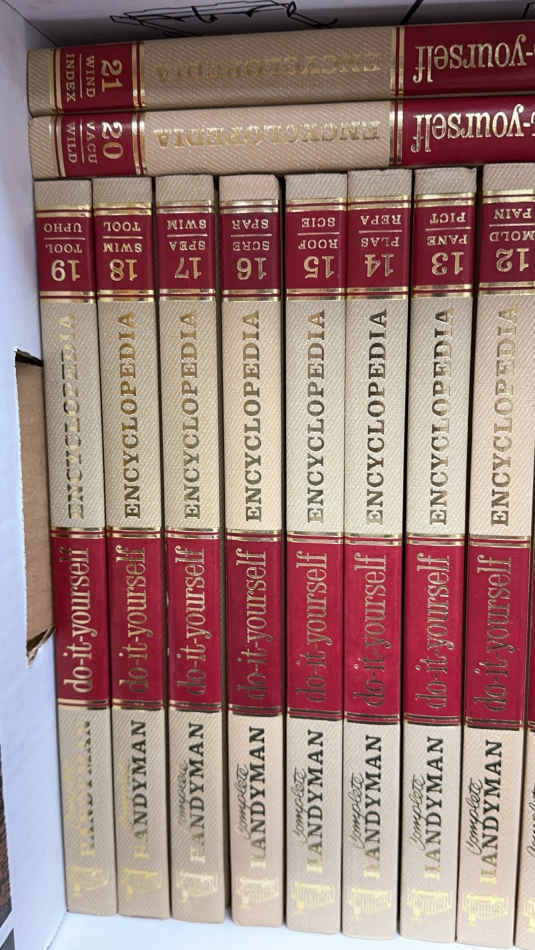 21
WIND
INDEX
ENCYCLOPEDIA
-yourself
20
VACU
WILD
ENCYCLOPEDIA
-yourself
19
TOOL
UPHO
ENCYCLOPEDIA
do-it-yourself
HANDYMAN
18
SWIM
TOOL
ENCYCLOPEDIA
do-it-yourself
Complete
HANDYMAN
17
SPEA
SWIM
ENCYCLOPEDIA
do-it-yourself
Complete
HANDYMAN
16
SCRE
SPAR
ENCYCLOPEDIA
do-it-yourself
Complete
HANDYMAN
15
ROOF
SCIE
ENCYCLOPEDIA
do-it-yourself
Complete
HANDYMAN
14
PLAS
REPA
ENCYCLOPEDIA
do-it-yourself
Complete
HANDYMAN
13
PANE
PICT
ENCYCLOPEDIA
do-it-yourself
Complete
HANDYMAN
12
MOLD
PAIN
ENCYCLOPEDIA
do-it-yourself
Complete
HANDYMAN